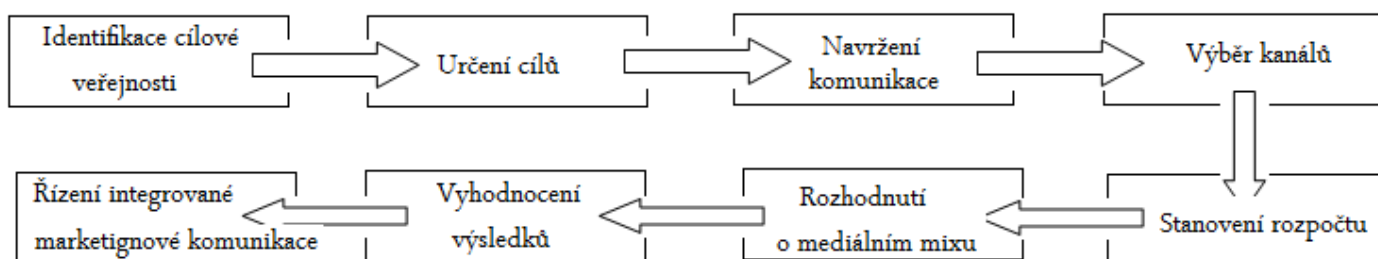 Identifikace cílové
veřejnosti
Určení cílů
Navržení
komunikace
Výběr kanálů
Stanovení rozpočtu
Rozhodnutí
o mediálním mixu
Vyhodnocení
výsledků
Řízení integrované
marketignové komunikace